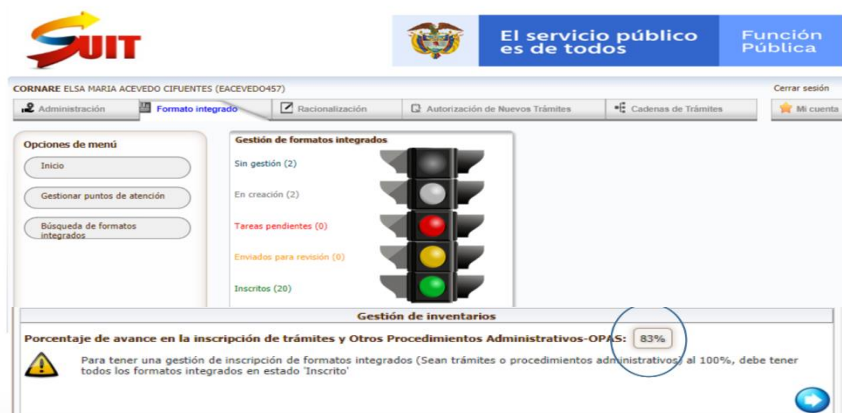 SUIT
El servicio público
es de todos
Función
Pública
CORNARE ELSA MARIA ACEVEDO CIFUENTES (EACEVEDO457)
Cerrar sesión
Administración
Formato integrado
Racionalización
Autorización de Nuevos Trámites
Cadenas de Trámites
Mi cuenta
Opciones de menú
Inicio
Gestionar puntos de atención
Búsqueda de formatos
integrados
Gestión de formatos integrados
Sin gestión (2)
En creación (2)
Tareas pendientes (0)
Enviados para revisión (0)
Inscritos (20)
Gestión de inventarios
Porcentaje de avance en la inscripción de trámites y Otros Procedimientos Administrativos-OPAS: 83%
Para tener una gestión de inscripción de formatos integrados (Sean trámites o procedimientos administrativos) al 100%, debe tener
todos los formatos integrados en estado 'Inscrito'